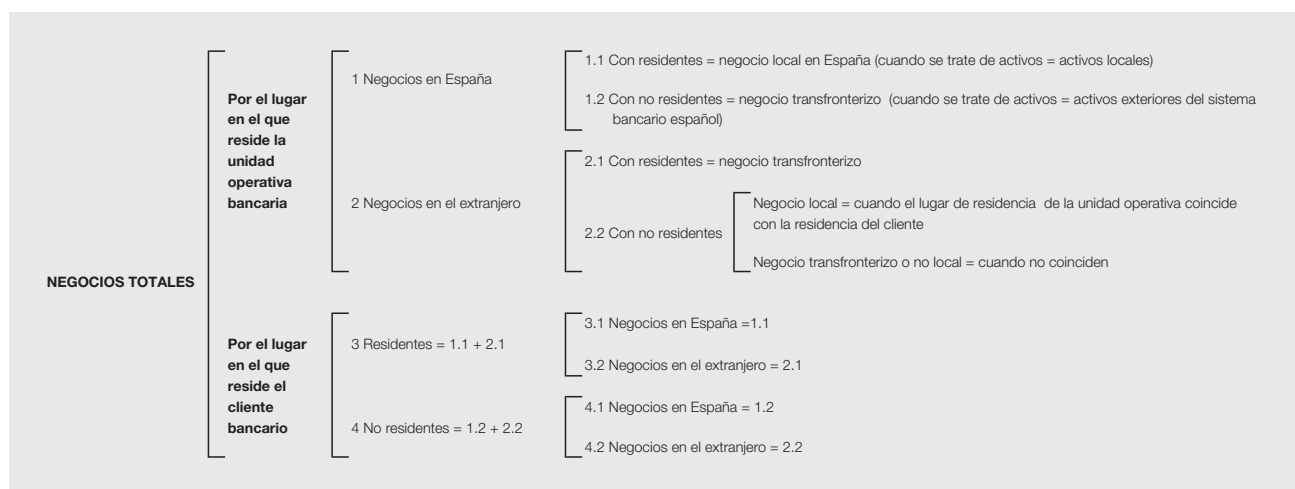 NEGOCIOS TOTALES
Por el lugar
en el que
reside la
unidad
operativa
bancaria
1 Negocios en España
1.1 Con residentes = negocio local en España (cuando se trate de activos = activos locales)
1.2 Con no residentes = negocio transfronterizo (cuando se trate de activos = activos exteriores del sistema
bancario español)
2 Negocios en el extranjero
2.1 Con residentes = negocio transfronterizo
2.2 Con no residentes
Negocio local = cuando el lugar de residencia de la unidad operativa coincide
con la residencia del cliente
Negocio transfronterizo o no local = cuando no coinciden
Por el lugar
en el que
reside el
cliente
bancario
3 Residentes = 1.1 + 2.1
3.1 Negocios en España =1.1
3.2 Negocios en el extranjero = 2.1
4 No residentes = 1.2 + 2.2
4.1 Negocios en España = 1.2
4.2 Negocios en el extranjero = 2.2